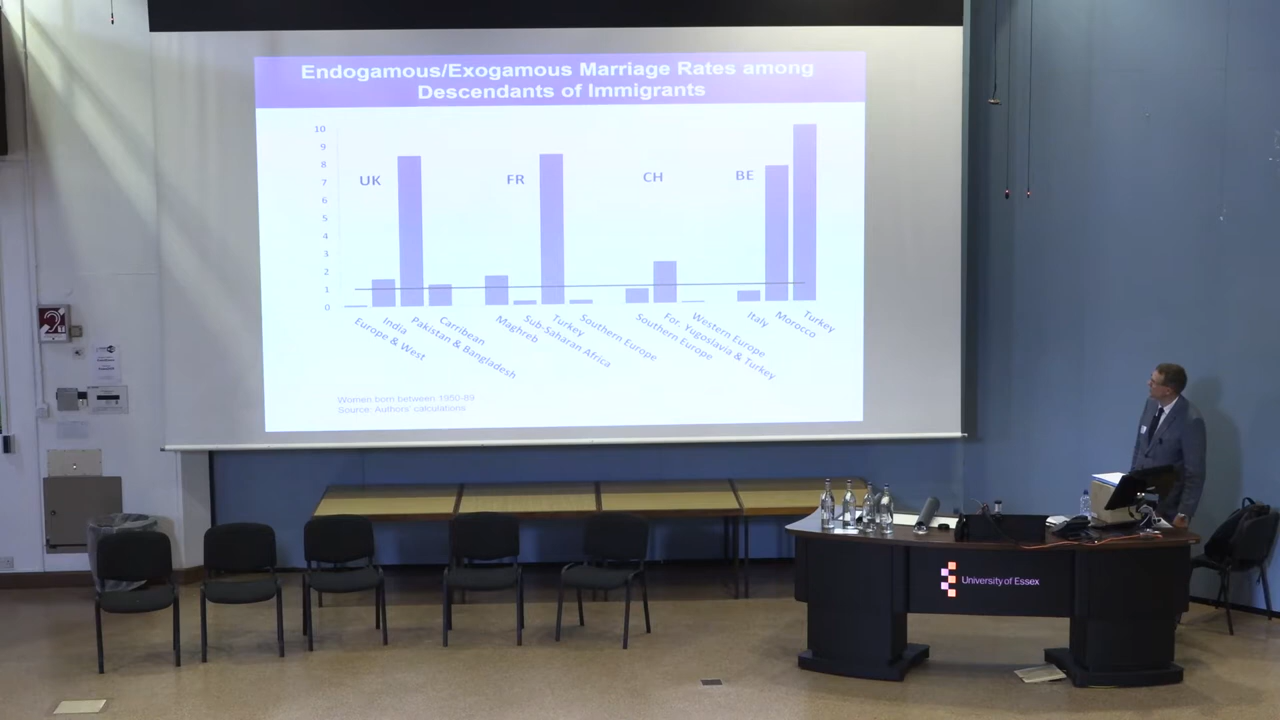 Endogamous/Exogamous Marriage Rates among
Descendants of Immigrants
10
9
8
7
6
5
4
3
2
1
0
UK
FR
CH
BE
Europe & West
India
Pakistan & Bangladesh
Carribean
Maghreb
Sub-Saharan Africa
Turkey
Southern Europe
Southern Europe
For. Yugoslavia & Turkey
Western Europe
Italy
Morocco
Turkey
Women born between 1950-89
Source: Authors' calculations
University of Essex